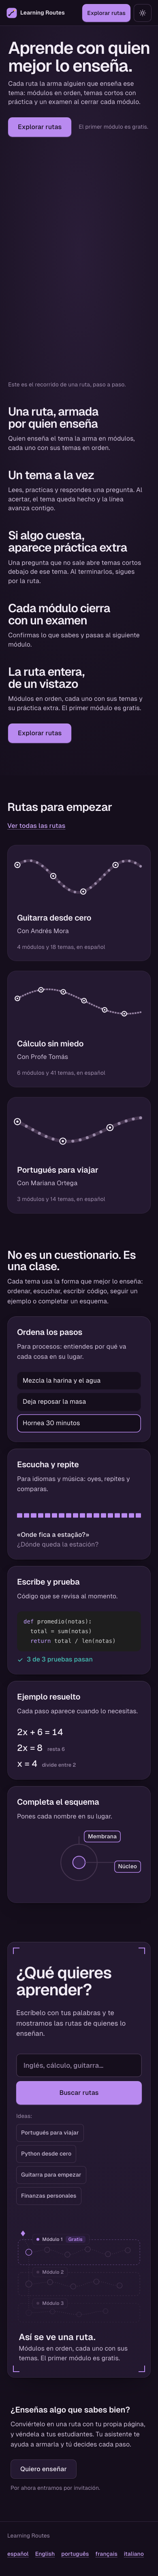 Learning Routes
Explorar rutas
Aprende con quien
mejor lo enseña.
Cada ruta la arma alguien que enseña ese
tema: módulos en orden, temas cortos con
práctica y un examen al cerrar cada módulo.
Explorar rutas
El primer módulo es gratis.
Este es el recorrido de una ruta, paso a paso.
Una ruta, armada
por quien enseña
Quien enseña el tema la arma en módulos,
cada uno con sus temas en orden.
Un tema a la vez
Lees, practicas y respondes una pregunta. Al
acertar, el tema queda hecho y la línea
avanza contigo.
Si algo cuesta,
aparece práctica extra
Una pregunta que no sale abre temas cortos
debajo de ese tema. Al terminarlos, sigues
por la ruta.
Cada módulo cierra
con un examen
Confirmas lo que sabes y pasas al siguiente
módulo.
La ruta entera,
de un vistazo
Módulos en orden, cada uno con sus temas y
su práctica extra. El primer módulo es gratis.
Explorar rutas
Rutas para empezar
Ver todas las rutas
Guitarra desde cero
Con Andrés Mora
4 módulos y 18 temas, en español
Cálculo sin miedo
Con Profe Tomás
6 módulos y 41 temas, en español
Portugués para viajar
Con Mariana Ortega
3 módulos y 14 temas, en español
No es un cuestionario. Es
una clase.
Cada tema usa la forma que mejor lo enseña:
ordenar, escuchar, escribir código, seguir un
ejemplo o completar un esquema.
Ordena los pasos
Para procesos: entiendes por qué va
cada cosa en su lugar.
Mezcla la harina y el agua
Deja reposar la masa
Hornea 30 minutos
Escucha y repite
Para idiomas y música: oyes, repites y
comparas.
«Onde fica a estação?»
¿Dónde queda la estación?
Escribe y prueba
Código que se revisa al momento.
def promedio(notas):
total = sum(notas)
return total / len(notas)
3 de 3 pruebas pasan
Ejemplo resuelto
Cada paso aparece cuando lo necesitas.
2x + 6 = 14
2x = 8 resta 6
x = 4 divide entre 2
Completa el esquema
Pones cada nombre en su lugar.
Membrana
Núcleo
¿Qué quieres
aprender?
Escríbelo con tus palabras y te
mostramos las rutas de quienes lo
enseñan.
Inglés, cálculo, guitarra…
Buscar rutas
Ideas:
Portugués para viajar
Python desde cero
Guitarra para empezar
Finanzas personales
Módulo 1 Gratis
Módulo 2
Módulo 3
Así se ve una ruta.
Módulos en orden, cada uno con sus
temas. El primer módulo es gratis.
¿Enseñas algo que sabes bien?
Conviértelo en una ruta con tu propia página,
y véndela a tus estudiantes. Tu asistente te
ayuda a armarla y tú decides cada paso.
Quiero enseñar
Por ahora entramos por invitación.
Learning Routes
español English português français italiano